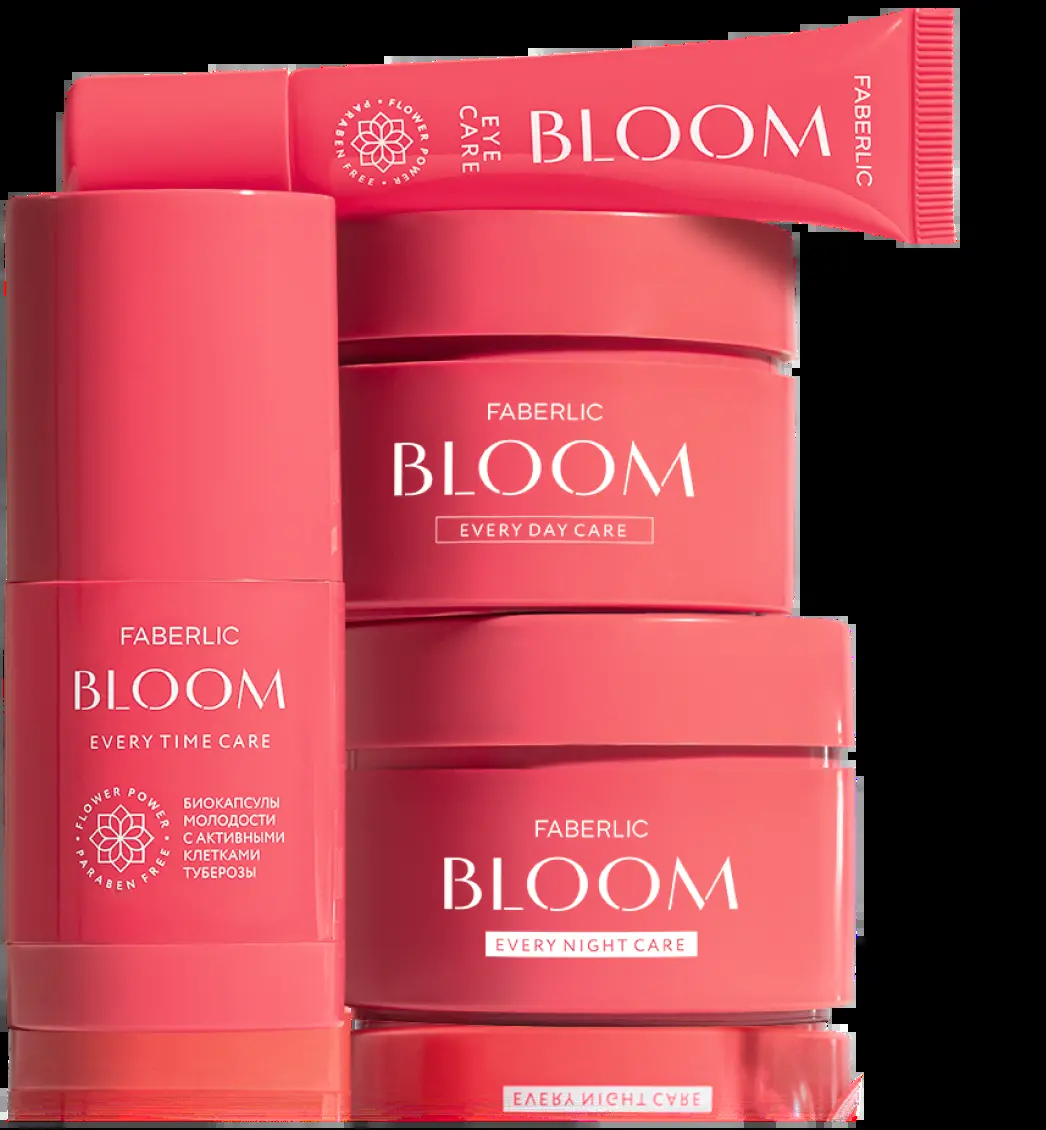 FABERLIC
BLOOM
EYE
CARE
FLOWER POWER • PARABEN FREE •
FABERLIC
BLOOM
EVERY DAY CARE
FABERLIC
BLOOM
EVERY TIME CARE
FLOWER POWER • PARABEN FREE •
БИОКАПСУЛЫ
МОЛОДОСТИ
С АКТИВНЫМИ
КЛЕТКАМИ
ТУБЕРОЗЫ
FABERLIC
BLOOM
EVERY NIGHT CARE
EVERY NIGHT CARE